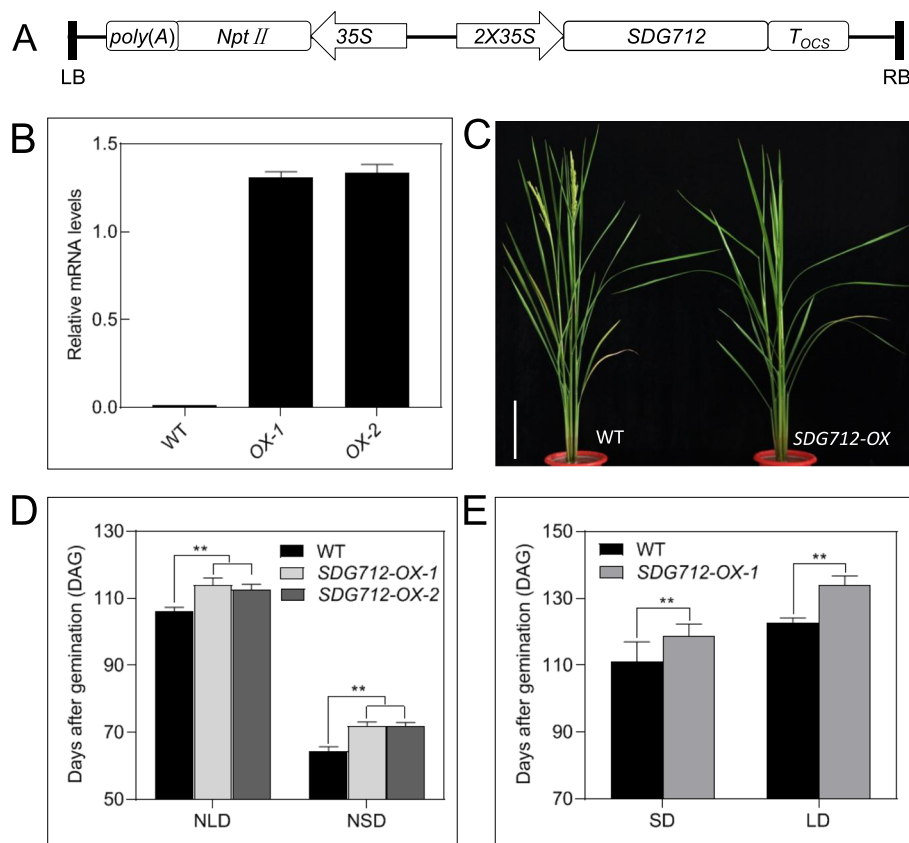 A
poly(A) Npt II 35S 2X35S SDG712 TOCS
LB RB
B
Relative mRNA levels
1.5
1.0
0.5
0.0
WT OX-1 OX-2
C
WT SDG712-OX
D
Days after gemination (DAG)
130
110
90
70
50
**
**
WT
SDG712-OX-1
SDG712-OX-2
NLD NSD
E
Days after gemination (DAG)
150
130
110
90
70
**
**
WT
SDG712-OX-1
SD LD